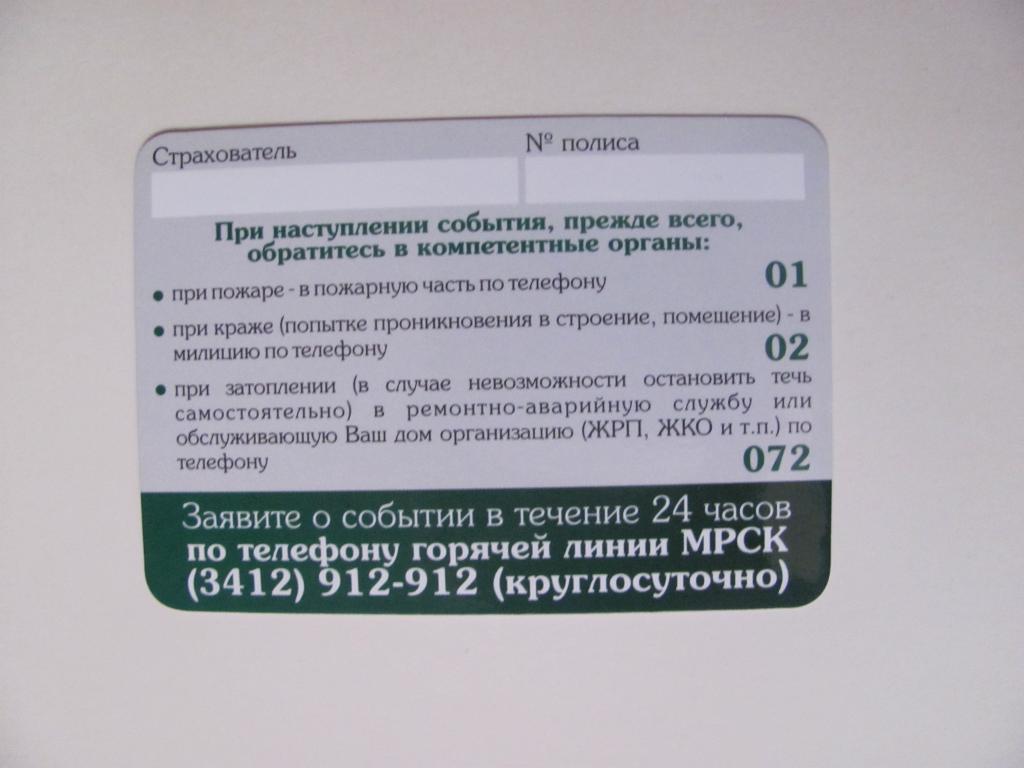 Страхователь
№ полиса
При наступлении события, прежде всего,
обратитесь в компетентные органы:
• при пожаре - в пожарную часть по телефону 01
• при краже (попытке проникновения в строение, помещение) - в
милицию по телефону 02
• при затоплении (в случае невозможности остановить течь
самостоятельно) в ремонтно-аварийную службу или
обслуживающую Ваш дом организацию (ЖРП, ЖКО и т.п.) по
телефону 072
Заявите о событии в течение 24 часов
по телефону горячей линии МРСК
(3412) 912-912 (круглосуточно)